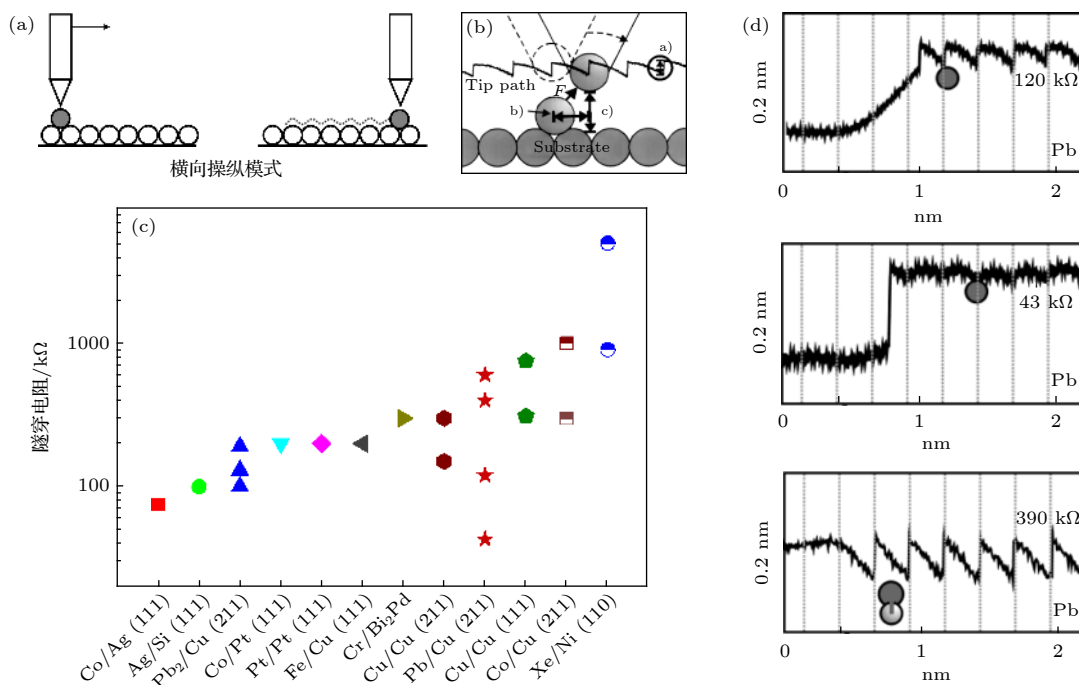 (a)
横向操纵模式
(b)
a)
Tip path
F
b)
c)
Substrate
(c)
隧穿电阻/kΩ
1000
100
Co/Ag (111)
Ag/Si (111)
Pb₂/Cu (211)
Co/Pt (111)
Pt/Pt (111)
Fe/Cu (111)
Cr/Bi₂Pd
Cu/Cu (211)
Pb/Cu (211)
Cu/Cu (111)
Co/Cu (211)
Xe/Ni (110)
(d)
0.2 nm
120 kΩ
Pb
0 1 2
nm
0.2 nm
43 kΩ
Pb
0 1 2
nm
0.2 nm
390 kΩ
Pb
0 1 2
nm